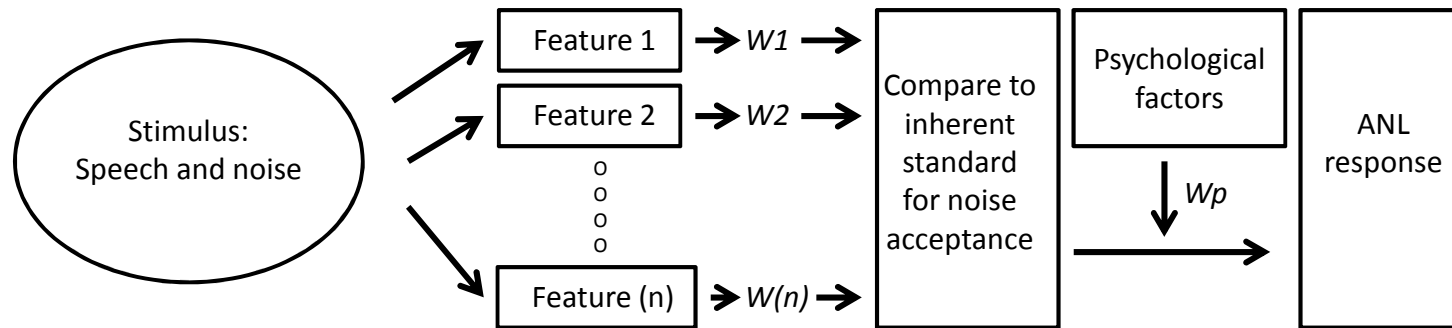 Stimulus:
Speech and noise
Feature 1
W1
Feature 2
W2
o
o
o
o
Feature (n)
W(n)
Compare to
inherent
standard
for noise
acceptance
Psychological
factors
Wp
ANL
response